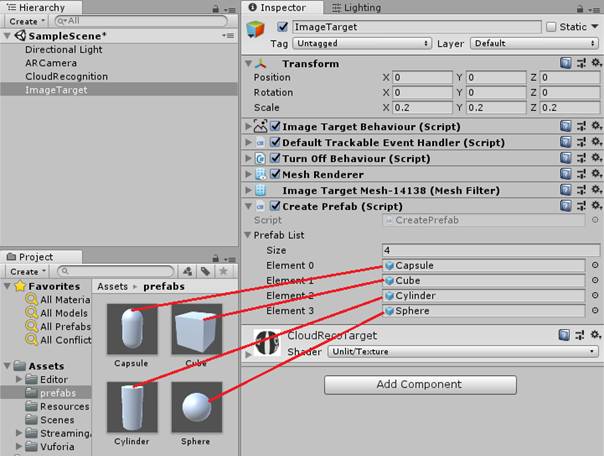 Hierarchy
Create
All
SampleScene*
Directional Light
ARCamera
CloudRecognition
ImageTarget
Project
Create
Favorites
All Materia
All Models
All Prefabs
All Conflict
Assets
Editor
prefabs
Resources
Scenes
Streaming
Vuforia
Assets prefabs
Capsule Cube
Cylinder Sphere
Inspector Lighting
ImageTarget Static
Tag Untagged Layer Default
Transform
Position X 0 Y 0 Z 0
Rotation X 0 Y 0 Z 0
Scale X 0.2 Y 0.2 Z 0.2
Image Target Behaviour (Script)
Default Trackable Event Handler (Script)
Turn Off Behaviour (Script)
Mesh Renderer
Image Target Mesh-14138 (Mesh Filter)
Create Prefab (Script)
Script CreatePrefab
Prefab List
Size 4
Element 0 Capsule
Element 1 Cube
Element 2 Cylinder
Element 3 Sphere
CloudRecoTarget
Shader Unlit/Texture
Add Component